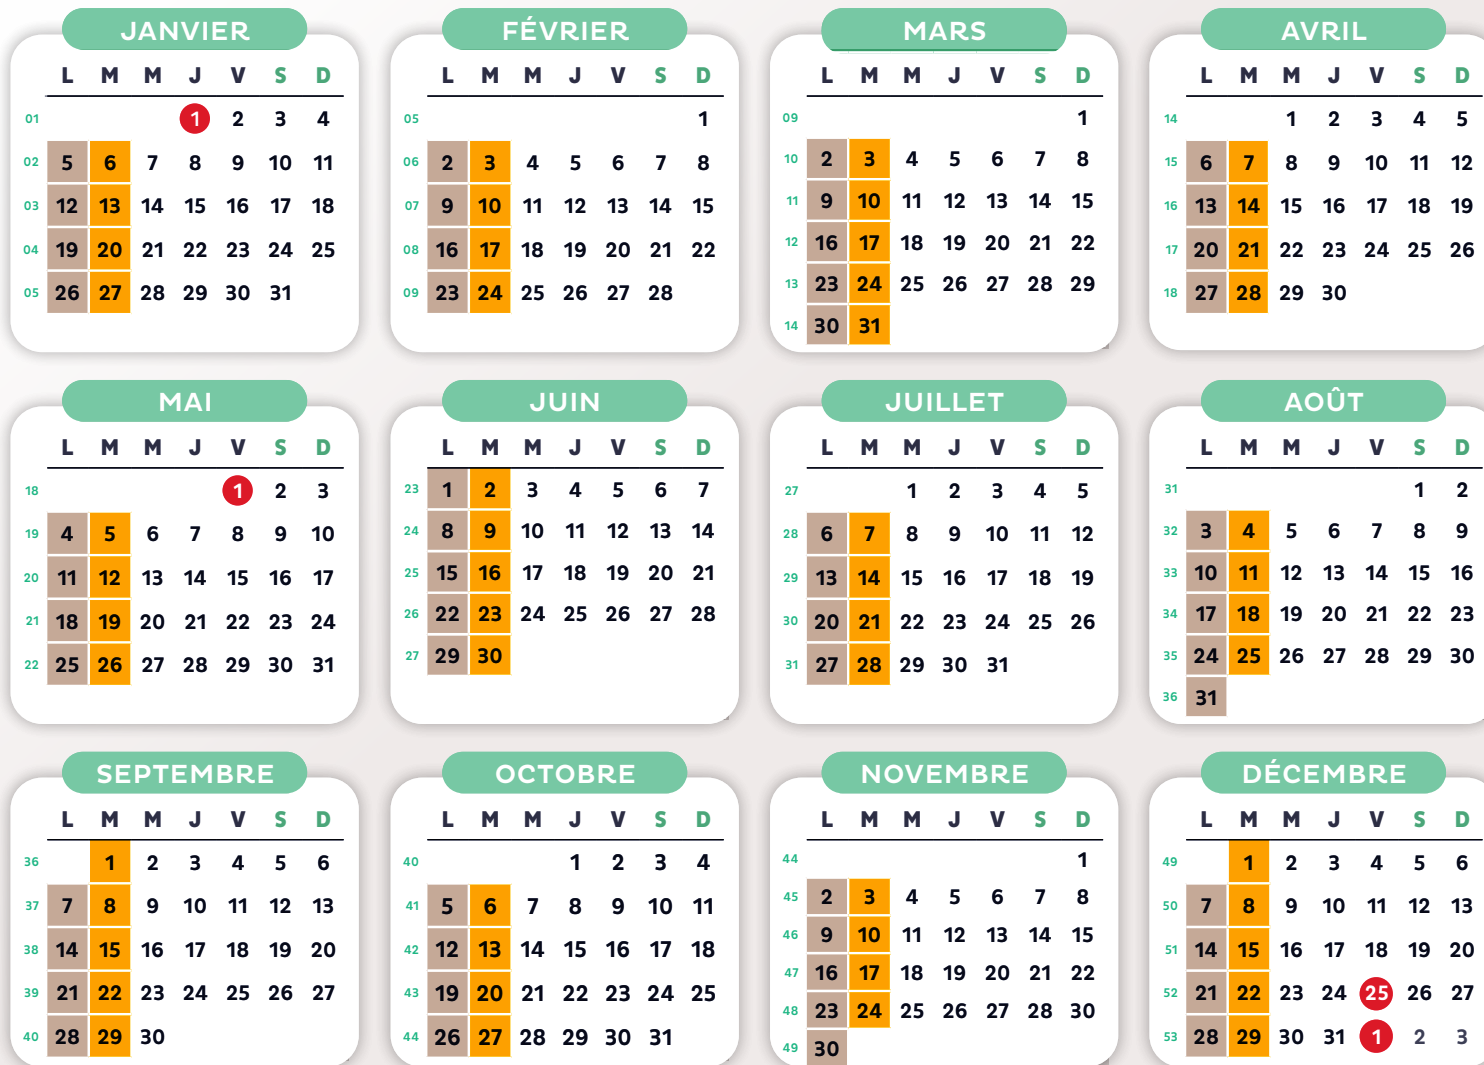 JANVIER
L M M J V S D
01 1 2 3 4
02 5 6 7 8 9 10 11
03 12 13 14 15 16 17 18
04 19 20 21 22 23 24 25
05 26 27 28 29 30 31
FÉVRIER
L M M J V S D
05 1
06 2 3 4 5 6 7 8
07 9 10 11 12 13 14 15
08 16 17 18 19 20 21 22
09 23 24 25 26 27 28
MARS
L M M J V S D
09 1
10 2 3 4 5 6 7 8
11 9 10 11 12 13 14 15
12 16 17 18 19 20 21 22
13 23 24 25 26 27 28 29
14 30 31
AVRIL
L M M J V S D
14 1 2 3 4 5
15 6 7 8 9 10 11 12
16 13 14 15 16 17 18 19
17 20 21 22 23 24 25 26
18 27 28 29 30
MAI
L M M J V S D
18 1 2 3
19 4 5 6 7 8 9 10
20 11 12 13 14 15 16 17
21 18 19 20 21 22 23 24
22 25 26 27 28 29 30 31
JUIN
L M M J V S D
23 1 2 3 4 5 6 7
24 8 9 10 11 12 13 14
25 15 16 17 18 19 20 21
26 22 23 24 25 26 27 28
27 29 30
JUILLET
L M M J V S D
27 1 2 3 4 5
28 6 7 8 9 10 11 12
29 13 14 15 16 17 18 19
30 20 21 22 23 24 25 26
31 27 28 29 30 31
AOÛT
L M M J V S D
31 1 2
32 3 4 5 6 7 8 9
33 10 11 12 13 14 15 16
34 17 18 19 20 21 22 23
35 24 25 26 27 28 29 30
36 31
SEPTEMBRE
L M M J V S D
36 1 2 3 4 5 6
37 7 8 9 10 11 12 13
38 14 15 16 17 18 19 20
39 21 22 23 24 25 26 27
40 28 29 30
OCTOBRE
L M M J V S D
40 1 2 3 4
41 5 6 7 8 9 10 11
42 12 13 14 15 16 17 18
43 19 20 21 22 23 24 25
44 26 27 28 29 30 31
NOVEMBRE
L M M J V S D
44 1
45 2 3 4 5 6 7 8
46 9 10 11 12 13 14 15
47 16 17 18 19 20 21 22
48 23 24 25 26 27 28 30
49 30
DÉCEMBRE
L M M J V S D
49 1 2 3 4 5 6
50 7 8 9 10 11 12 13
51 14 15 16 17 18 19 20
52 21 22 23 24 25 26 27
53 28 29 30 31 1 2 3